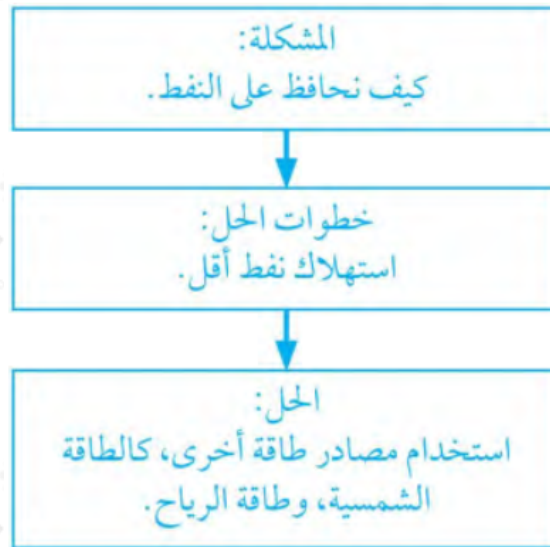 المشكلة:
كيف نحافظ على النفط.
خطوات الحل:
استهلاك نفط أقل.
الحل:
استخدام مصادر طاقة أخرى، كالطاقة
الشمسية، وطاقة الرياح.